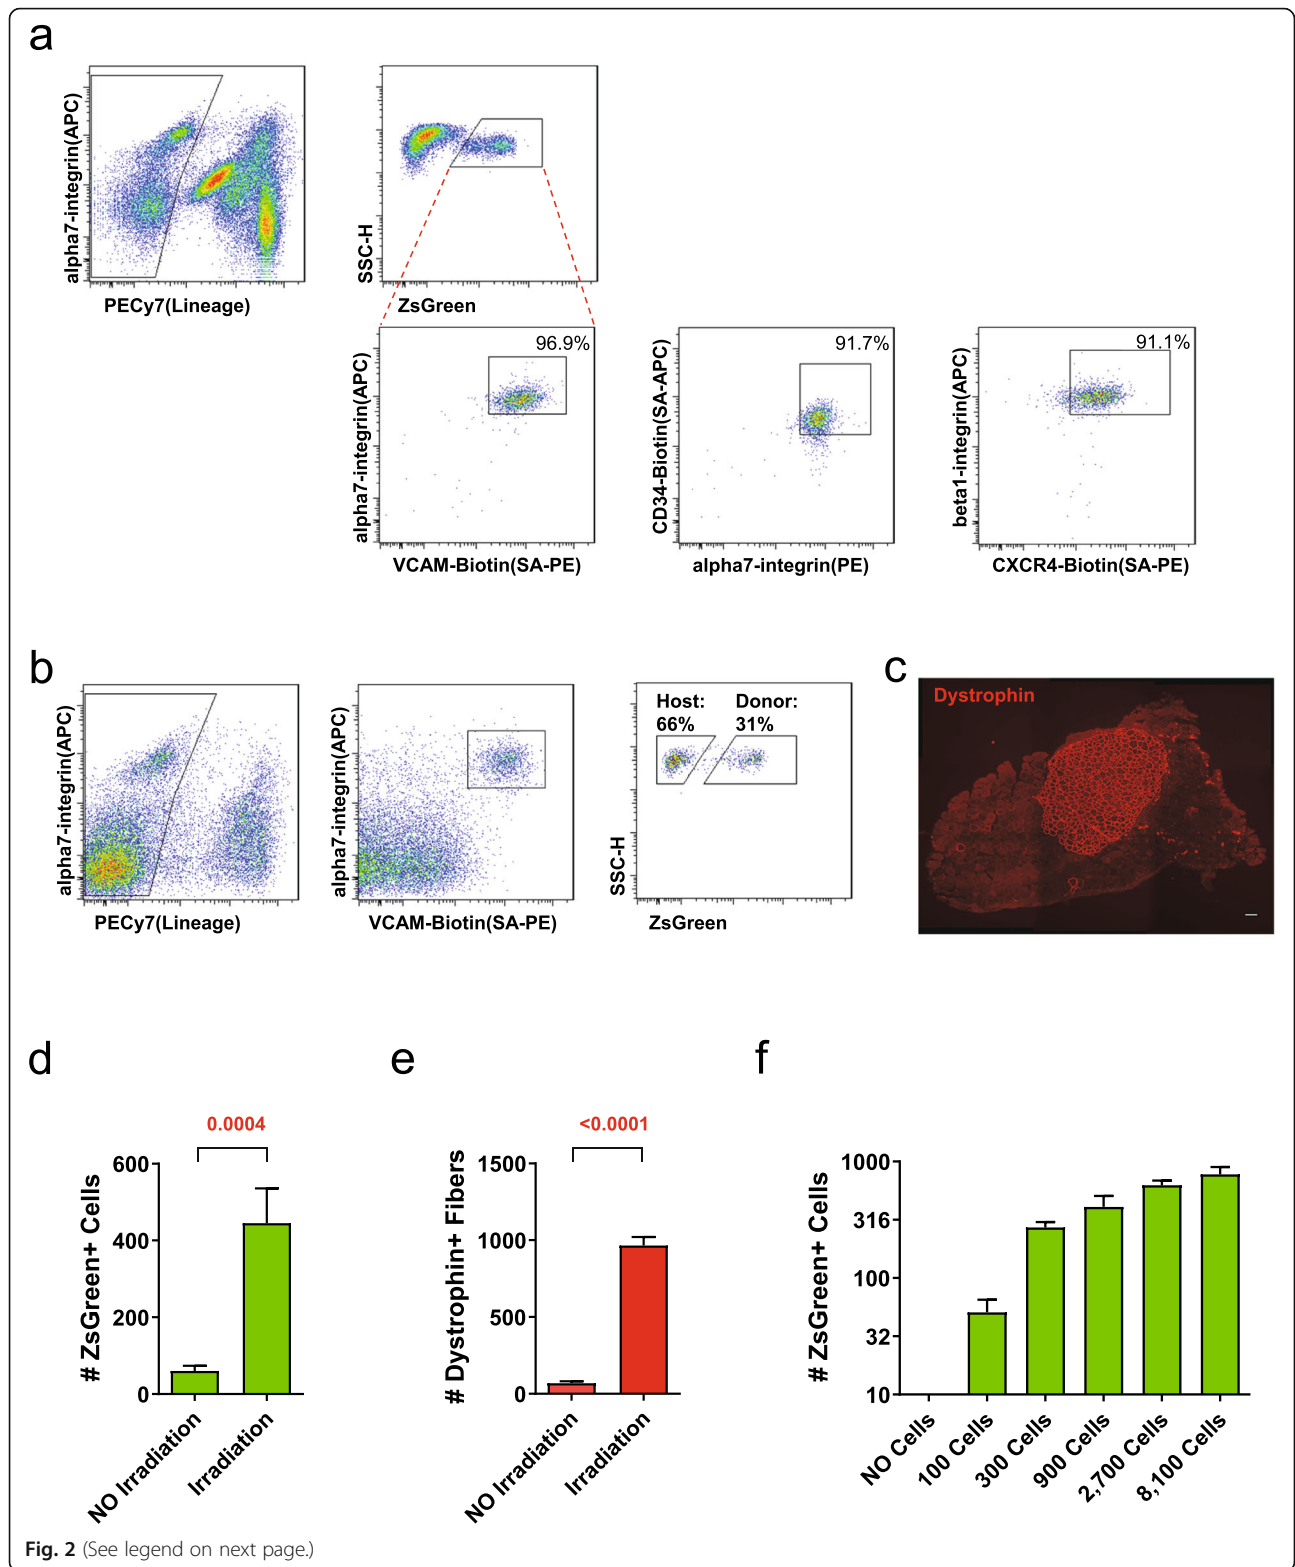 a
alpha7-integrin(APC)
PECy7(Lineage)
SSC-H
ZsGreen
96.9%
alpha7-integrin(APC)
VCAM-Biotin(SA-PE)
91.7%
CD34-Biotin(SA-APC)
alpha7-integrin(PE)
91.1%
beta1-integrin(APC)
CXCR4-Biotin(SA-PE)
b
alpha7-integrin(APC)
PECy7(Lineage)
alpha7-integrin(APC)
VCAM-Biotin(SA-PE)
Host:
66%
Donor:
31%
SSC-H
ZsGreen
c
Dystrophin
d
0.0004
# ZsGreen+ Cells
600
400
200
0
NO Irradiation
Irradiation
e
<0.0001
# Dystrophin+ Fibers
1500
1000
500
0
NO Irradiation
Irradiation
f
# ZsGreen+ Cells
1000
316
100
32
10
NO Cells
100 Cells
300 Cells
900 Cells
2,700 Cells
8,100 Cells
Fig. 2 (See legend on next page.)